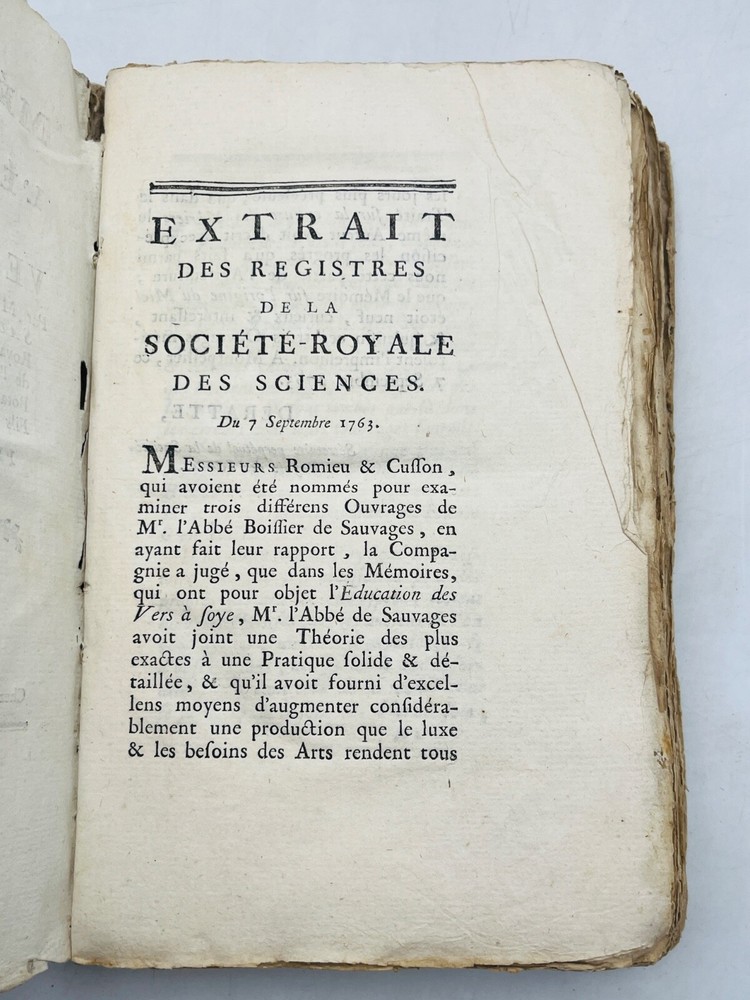 EXTRAIT
DES REGISTRES
DE LA
SOCIÉTÉ-ROYALE
DES SCIENCES.
Du 7 Septembre 1763.
MESSIEURS Romieu & Cuſſon,
qui avoient été nommés pour exa-
miner trois différens Ouvrages de
Mr. l'Abbé Boiſſier de Sauvages, en
ayant fait leur rapport, la Compa-
gnie a jugé, que dans les Mémoires,
qui ont pour objet l'Éducation des
Vers à ſoye, Mr. l'Abbé de Sauvages
avoit joint une Théorie des plus
exactes à une Pratique ſolide & dé-
taillée, & qu'il avoit fourni d'excel-
lens moyens d'augmenter conſidéra-
blement une production que le luxe
& les beſoins des Arts rendent tous